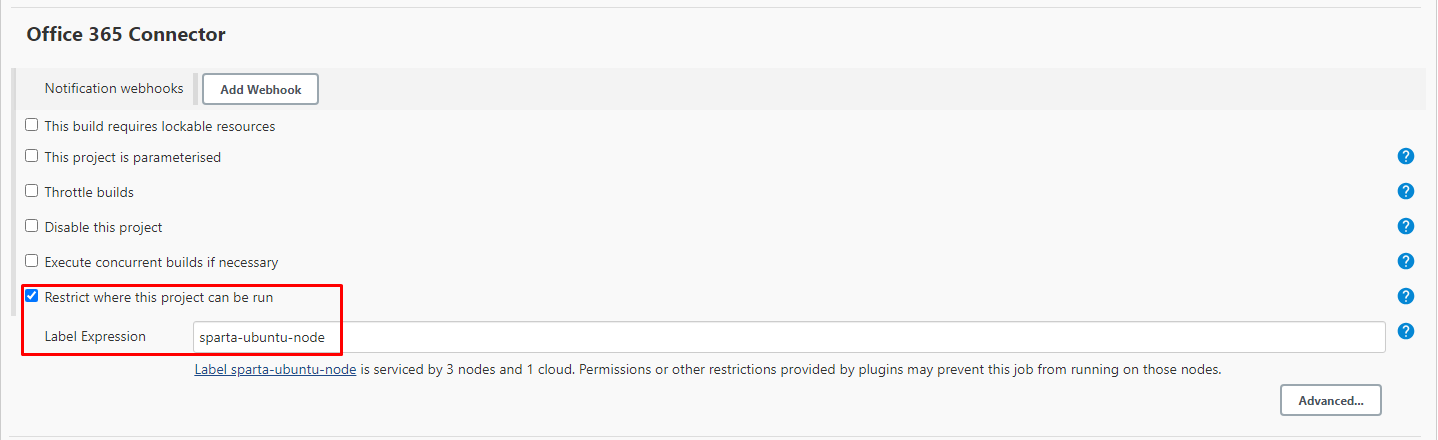 Office 365 Connector
Notification webhooks Add Webhook
This build requires lockable resources
This project is parameterised ?
Throttle builds ?
Disable this project ?
Execute concurrent builds if necessary ?
Restrict where this project can be run ?
Label Expression sparta-ubuntu-node ?
Label sparta-ubuntu-node is serviced by 3 nodes and 1 cloud. Permissions or other restrictions provided by plugins may prevent this job from running on those nodes.
Advanced...